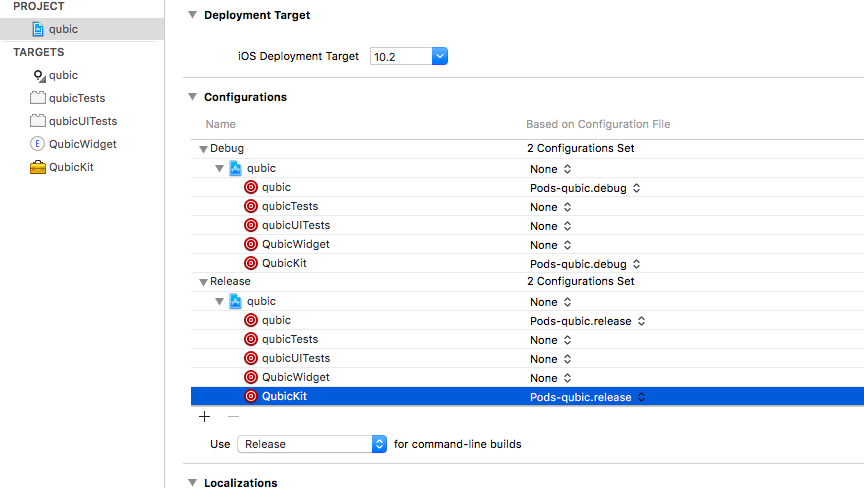 PROJECT
qubic
TARGETS
qubic
qubicTests
qubicUITests
E QubicWidget
QubicKit
Deployment Target
iOS Deployment Target 10.2
Configurations
Name Based on Configuration File
Debug 2 Configurations Set
qubic None
qubic Pods-qubic.debug
qubicTests None
qubicUITests None
QubicWidget None
QubicKit Pods-qubic.debug
Release 2 Configurations Set
qubic None
qubic Pods-qubic.release
qubicTests None
qubicUITests None
QubicWidget None
QubicKit Pods-qubic.release
Use Release for command-line builds
Localizations